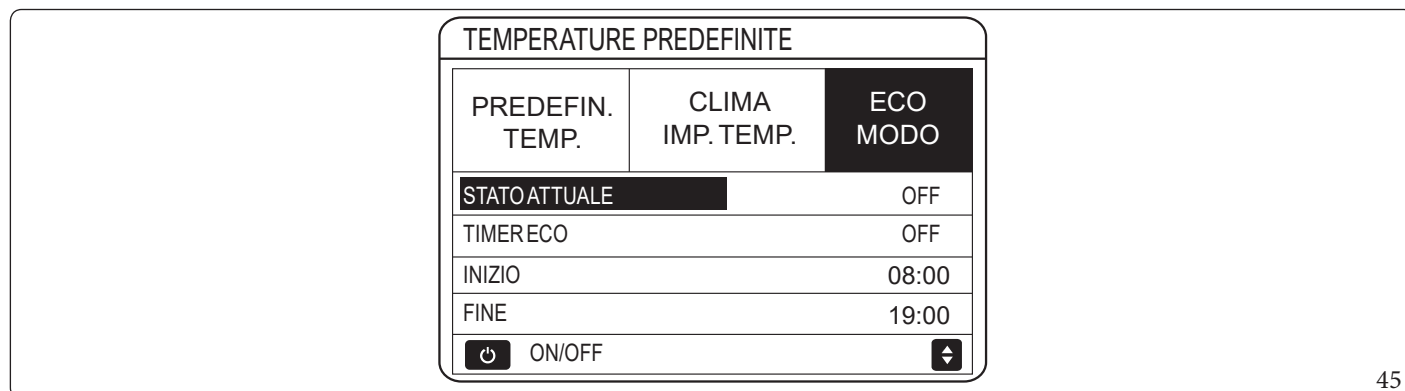 TEMPERATURE PREDEFINITE
PREDEFIN. TEMP.
CLIMA IMP. TEMP.
ECO MODO
STATO ATTUALE OFF
TIMER ECO OFF
INIZIO 08:00
FINE 19:00
ON/OFF
45